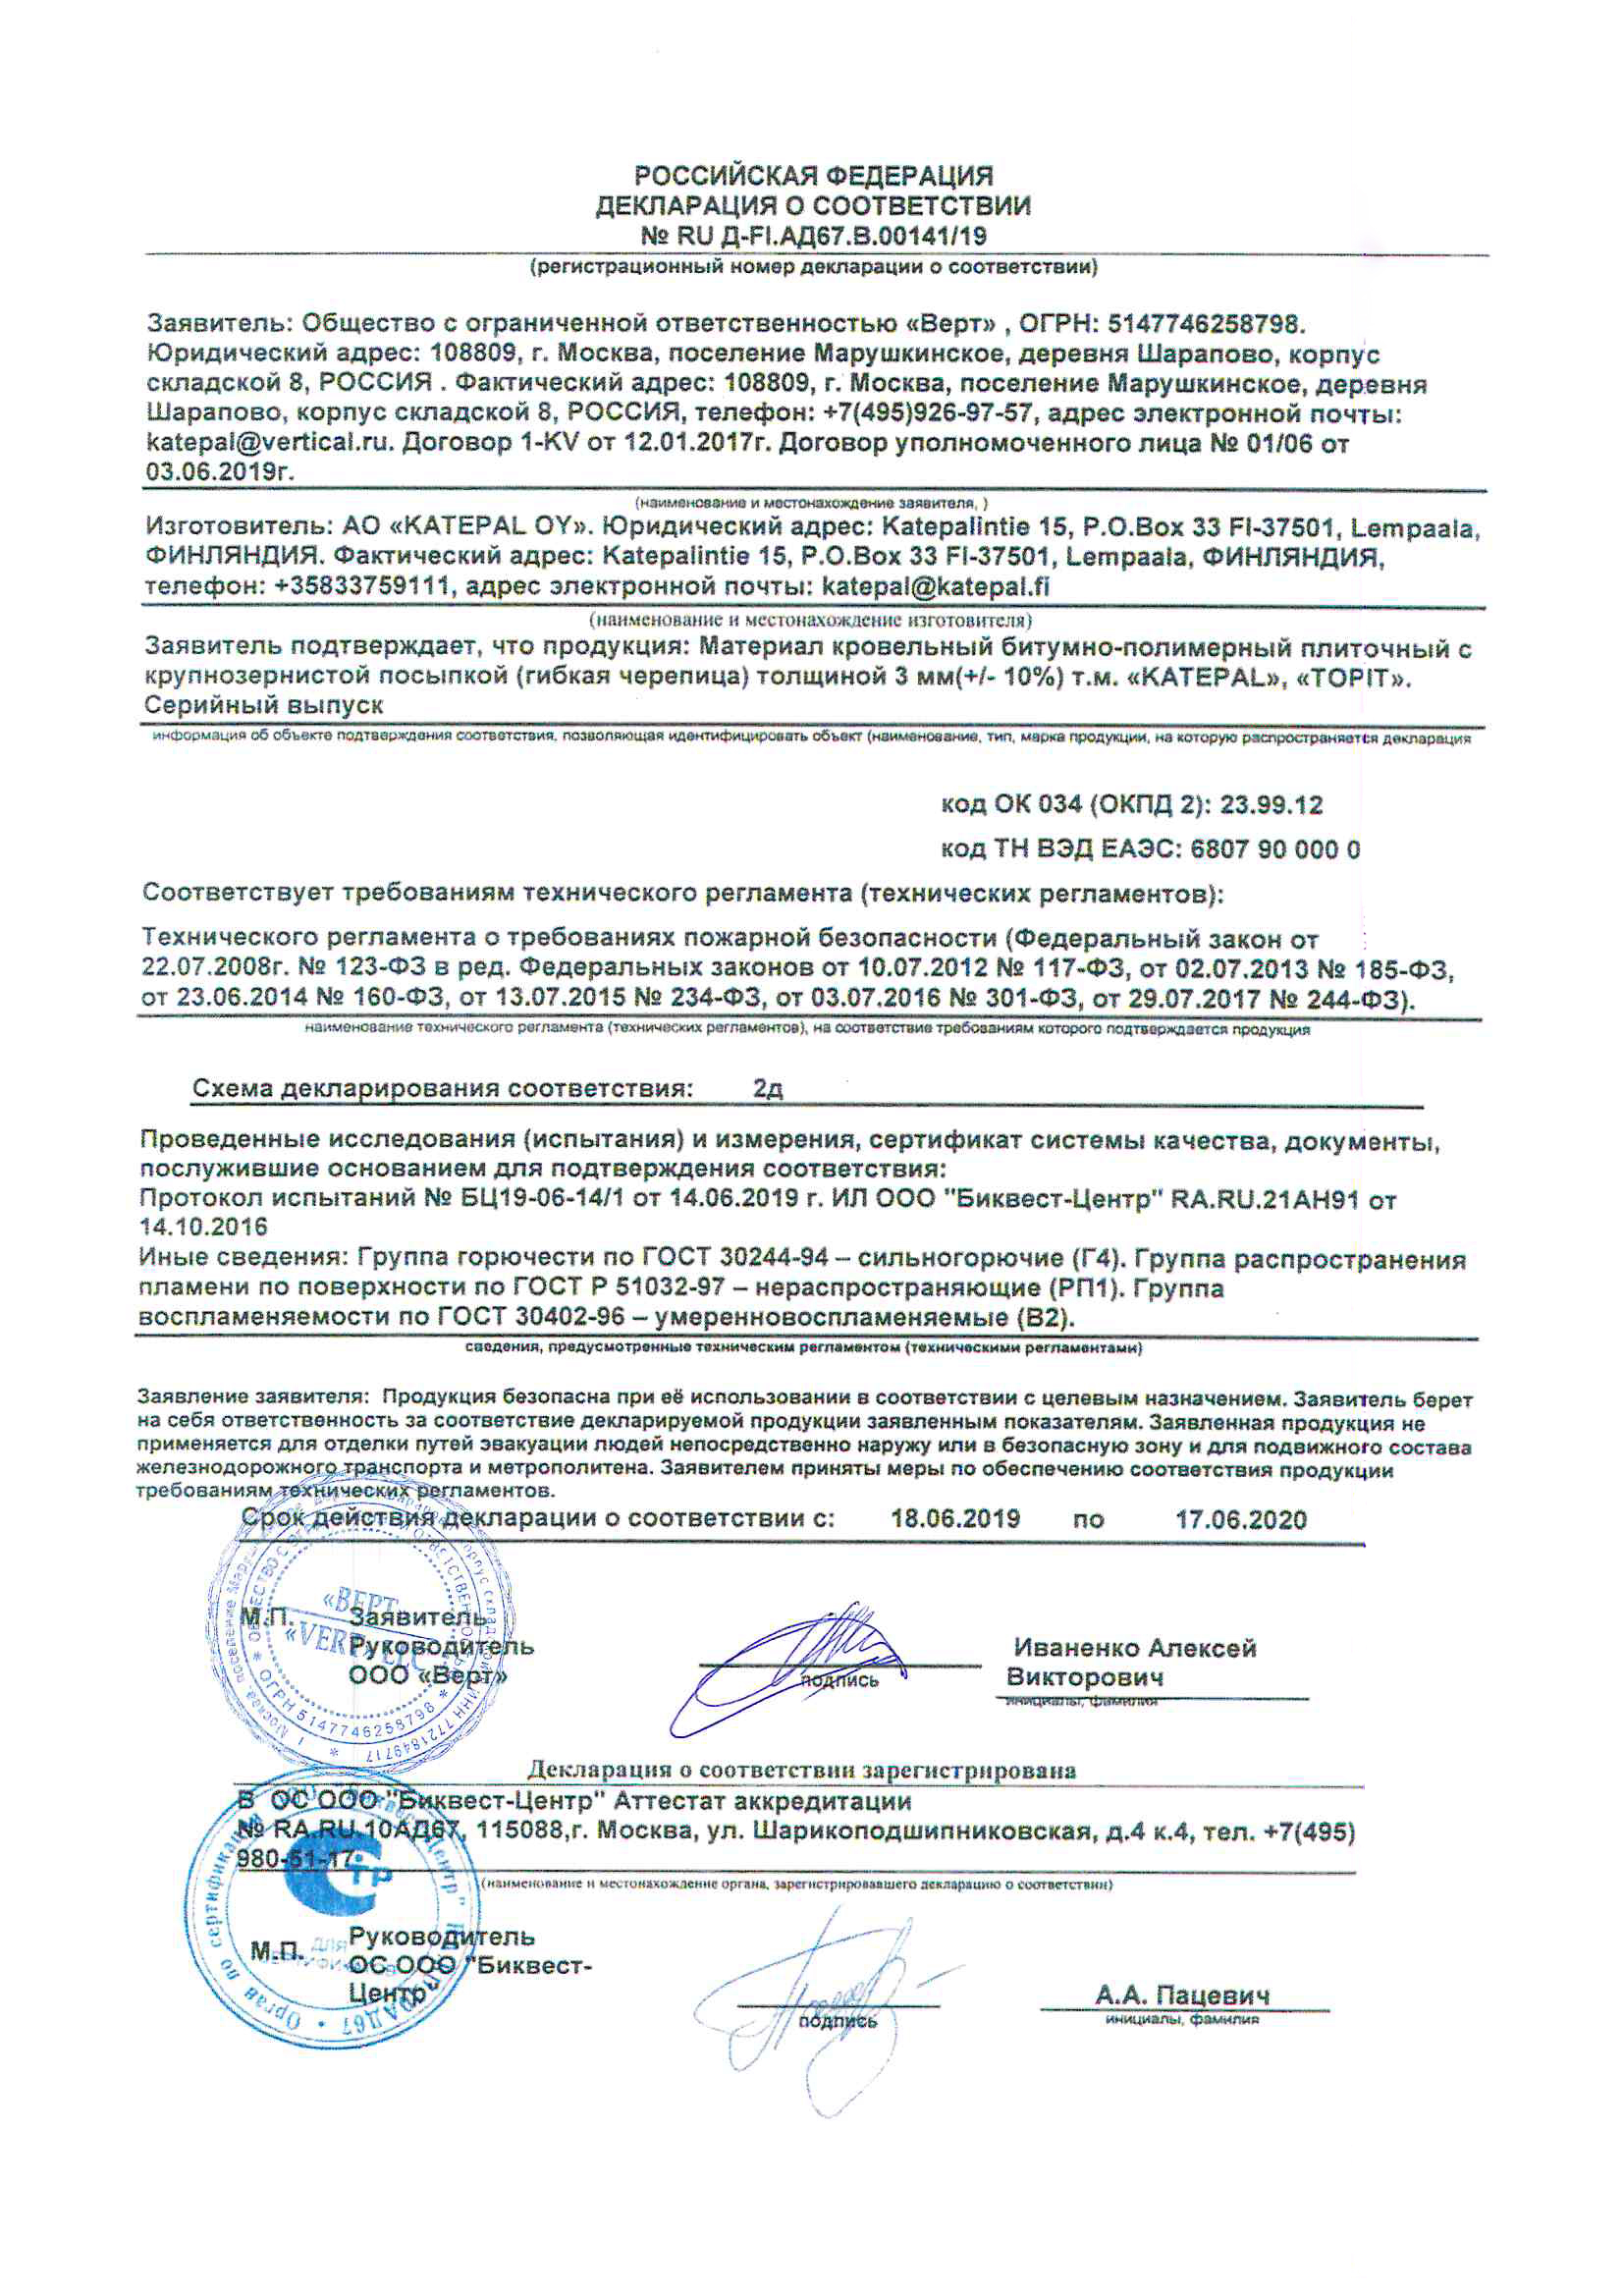 РОССИЙСКАЯ ФЕДЕРАЦИЯ
ДЕКЛАРАЦИЯ О СООТВЕТСТВИИ
№ RU Д-FI.АД67.В.00141/19
(регистрационный номер декларации о соответствии)
Заявитель: Общество с ограниченной ответственностью «Верт» , ОГРН: 5147746258798.
Юридический адрес: 108809, г. Москва, поселение Марушкинское, деревня Шарапово, корпус
складской 8, РОССИЯ . Фактический адрес: 108809, г. Москва, поселение Марушкинское, деревня
Шарапово, корпус складской 8, РОССИЯ, телефон: +7(495)926-97-57, адрес электронной почты:
katepal@vertical.ru. Договор 1-KV от 12.01.2017г. Договор уполномоченного лица № 01/06 от
03.06.2019г.
(наименование и местонахождение заявителя, )
Изготовитель: АО «KATEPAL OY». Юридический адрес: Katepalintie 15, P.O.Box 33 FI-37501, Lempaala,
ФИНЛЯНДИЯ. Фактический адрес: Katepalintie 15, P.O.Box 33 FI-37501, Lempaala, ФИНЛЯНДИЯ,
телефон: +35833759111, адрес электронной почты: katepal@katepal.fi
(наименование и местонахождение изготовителя)
Заявитель подтверждает, что продукция: Материал кровельный битумно-полимерный плиточный с
крупнозернистой посыпкой (гибкая черепица) толщиной 3 мм(+/- 10%) т.м. «KATEPAL», «TOPIT».
Серийный выпуск
информация об объекте подтверждения соответствия, позволяющая идентифицировать объект (наименование, тип, марка продукции, на которую распространяется декларация
код ОК 034 (ОКПД 2): 23.99.12
код ТН ВЭД ЕАЭС: 6807 90 000 0
Соответствует требованиям технического регламента (технических регламентов):
Технического регламента о требованиях пожарной безопасности (Федеральный закон от
22.07.2008г. № 123-ФЗ в ред. Федеральных законов от 10.07.2012 № 117-ФЗ, от 02.07.2013 № 185-ФЗ,
от 23.06.2014 № 160-ФЗ, от 13.07.2015 № 234-ФЗ, от 03.07.2016 № 301-ФЗ, от 29.07.2017 № 244-ФЗ).
наименование технического регламента (технических регламентов), на соответствие требованиям которого подтверждается продукция
Схема декларирования соответствия: 2д
Проведенные исследования (испытания) и измерения, сертификат системы качества, документы,
послужившие основанием для подтверждения соответствия:
Протокол испытаний № БЦ19-06-14/1 от 14.06.2019 г. ИЛ ООО "Биквест-Центр" RA.RU.21АН91 от
14.10.2016
Иные сведения: Группа горючести по ГОСТ 30244-94 – сильногорючие (Г4). Группа распространения
пламени по поверхности по ГОСТ Р 51032-97 – нераспространяющие (РП1). Группа
воспламеняемости по ГОСТ 30402-96 – умеренновоспламеняемые (В2).
сведения, предусмотренные техническим регламентом (техническими регламентами)
Заявление заявителя: Продукция безопасна при её использовании в соответствии с целевым назначением. Заявитель берет
на себя ответственность за соответствие декларируемой продукции заявленным показателям. Заявленная продукция не
применяется для отделки путей эвакуации людей непосредственно наружу или в безопасную зону и для подвижного состава
железнодорожного транспорта и метрополитена. Заявителем приняты меры по обеспечению соответствия продукции
требованиям технических регламентов.
Срок действия декларации о соответствии с: 18.06.2019 по 17.06.2020
М.П. Заявитель
Руководитель
ООО «Верт»
подпись
Иваненко Алексей
Викторович
инициалы, фамилия
«ВЕРТ»
«VERT» LLC
ОГРН 5147746258798
ИНН 7721849717
Декларация о соответствии зарегистрирована
В ОС ООО "Биквест-Центр" Аттестат аккредитации
№ RA.RU.10АД67, 115088,г. Москва, ул. Шарикоподшипниковская, д.4 к.4, тел. +7(495)
980-51-17
(наименование и местонахождение органа, зарегистрировавшего декларацию о соответствии)
М.П.
Руководитель
ОС ООО "Биквест-
Центр"
подпись
А.А. Пацевич
инициалы, фамилия